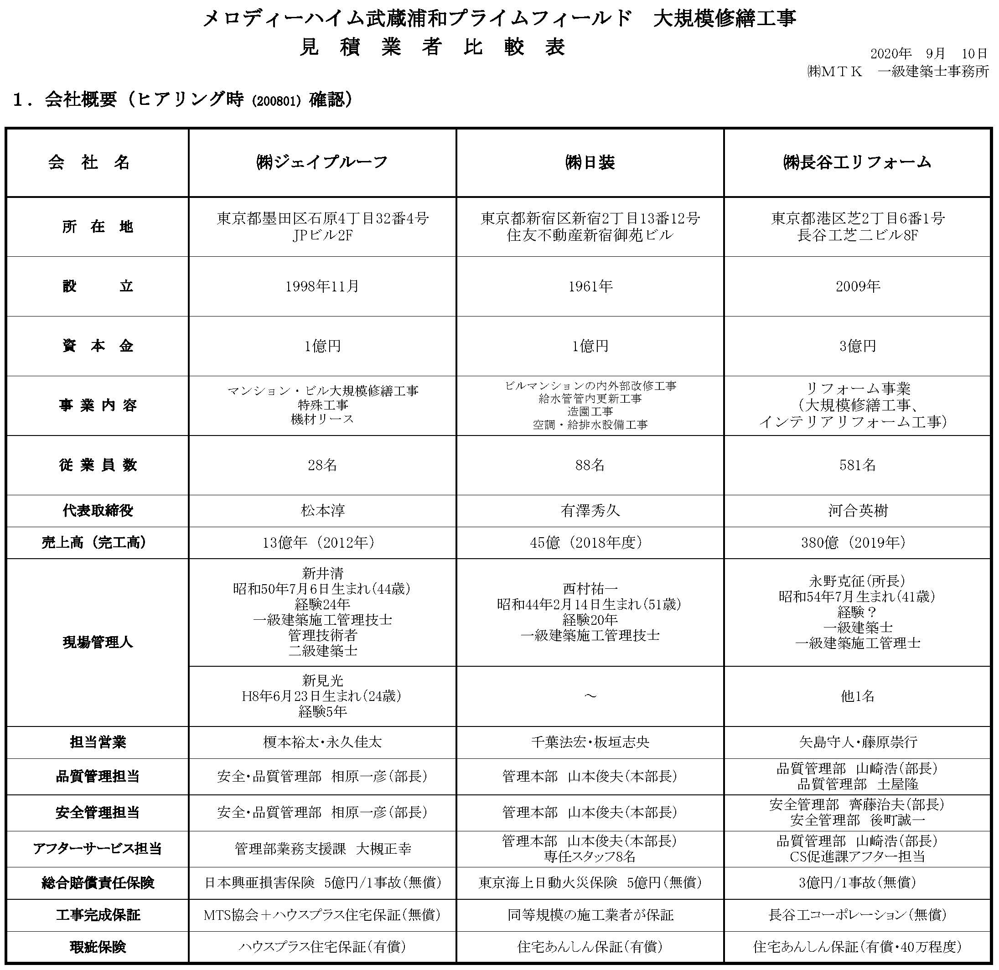 メロディーハイム武蔵浦和プライムフィールド　大規模修繕工事
見　積　業　者　比　較　表
2020年　9月　10日
㈱ＭＴＫ　一級建築士事務所
１．会社概要（ヒアリング時（200801）確認）
会　社　名
㈱ジェイプルーフ
㈱日装
㈱長谷工リフォーム
所　在　地
東京都墨田区石原4丁目32番4号
JPビル2F
東京都新宿区新宿2丁目13番12号
住友不動産新宿御苑ビル
東京都港区芝2丁目6番1号
長谷工芝二ビル8F
設　　　立
1998年11月
1961年
2009年
資　本　金
1億円
1億円
3億円
事 業 内 容
マンション・ビル大規模修繕工事
特殊工事
機材リース
ビルマンションの内外部改修工事
給水管管内更新工事
造園工事
空調・給排水設備工事
リフォーム事業
（大規模修繕工事、
インテリアリフォーム工事）
従 業 員 数
28名
88名
581名
代表取締役
松本淳
有澤秀久
河合英樹
売上高（完工高）
13億年（2012年）
45億（2018年度）
380億（2019年）
現場管理人
新井清
昭和50年7月6日生まれ（44歳）
経験24年
一級建築施工管理技士
管理技術者
二級建築士
西村祐一
昭和44年2月14日生まれ（51歳）
経験20年
一級建築施工管理技士
永野克征（所長）
昭和54年7月生まれ（41歳）
経験？
一級建築士
一級建築施工管理士
新見光
H8年6月23日生まれ（24歳）
経験5年
～
他1名
担当営業
榎本裕太・永久佳太
千葉法宏・板垣志央
矢島守人・藤原崇行
品質管理担当
安全・品質管理部　相原一彦（部長）
管理本部　山本俊夫（本部長）
品質管理部　山崎浩（部長）
品質管理部　土屋隆
安全管理担当
安全・品質管理部　相原一彦（部長）
管理本部　山本俊夫（本部長）
安全管理部　齊藤治夫（部長）
安全管理部　後町誠一
アフターサービス担当
管理部業務支援課　大槻正幸
管理本部　山本俊夫（本部長）
専任スタッフ8名
品質管理部　山崎浩（部長）
CS促進課アフター担当
総合賠償責任保険
日本興亜損害保険　5億円/1事故（無償）
東京海上日動火災保険　5億円（無償）
3億円/1事故（無償）
工事完成保証
MTS協会＋ハウスプラス住宅保証（無償）
同等規模の施工業者が保証
長谷工コーポレーション（無償）
瑕疵保険
ハウスプラス住宅保証（有償）
住宅あんしん保証（有償）
住宅あんしん保証（有償・40万程度）